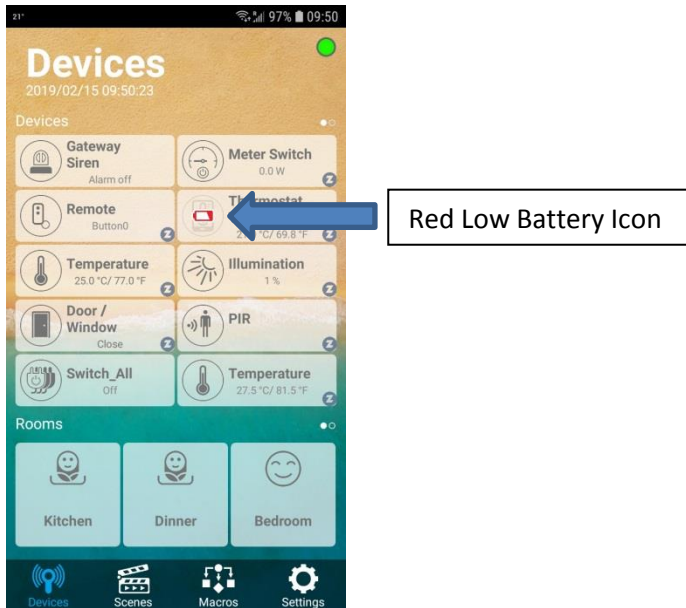 21°
97% 09:50
Devices
2019/02/15 09:50:23
Devices
Gateway
Siren
Alarm off
Meter Switch
0.0 W
Remote
Button0
Thermostat
°C/ 69.8 °F
Temperature
25.0 °C/ 77.0 °F
Illumination
1 %
Door /
Window
Close
PIR
Switch_All
Off
Temperature
27.5 °C/ 81.5 °F
Rooms
Kitchen
Dinner
Bedroom
Devices
Scenes
Macros
Settings
Red Low Battery Icon